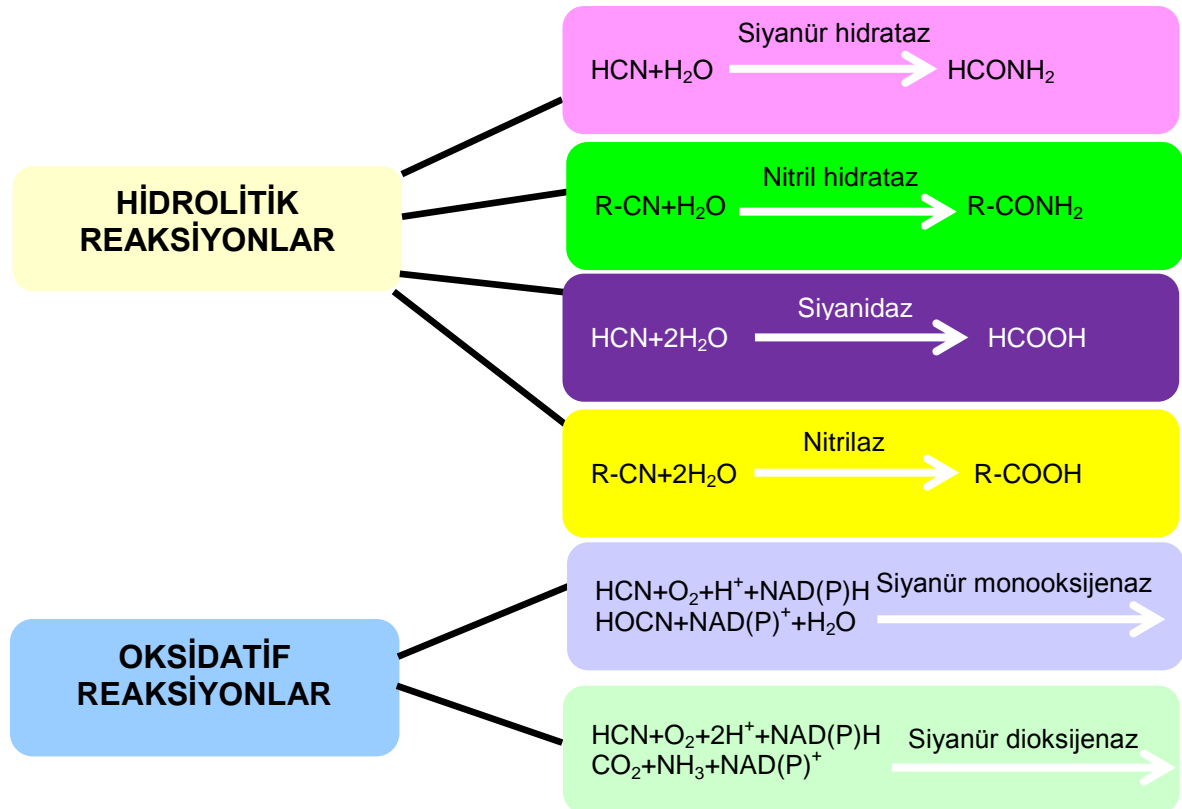 HİDROLİTİK
REAKSİYONLAR
Siyanür hidrataz
HCN+H₂O HCONH₂
Nitril hidrataz
R-CN+H₂O R-CONH₂
Siyanidaz
HCN+2H₂O HCOOH
Nitrilaz
R-CN+2H₂O R-COOH
OKSİDATİF
REAKSİYONLAR
HCN+O₂+H⁺+NAD(P)H Siyanür monooksijenaz
HOCN+NAD(P)⁺+H₂O
HCN+O₂+2H⁺+NAD(P)H Siyanür dioksijenaz
CO₂+NH₃+NAD(P)⁺